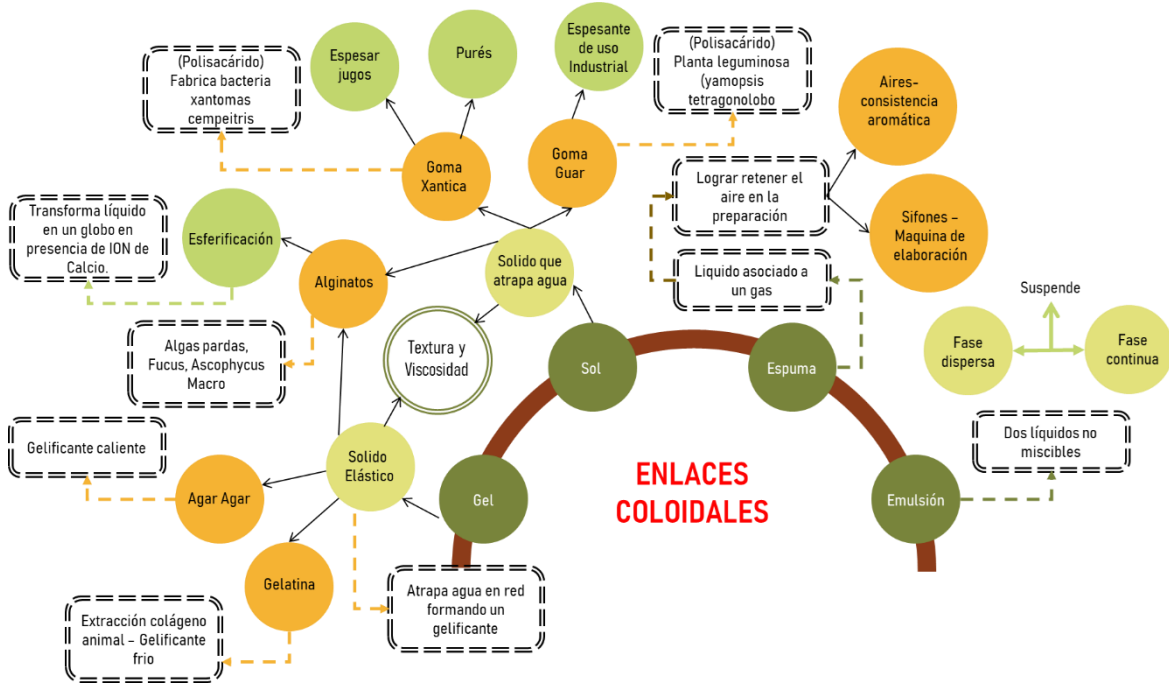 (Polisacárido)
Fabrica bacteria
xantomas
cempeitris
Espesar
jugos
Purés
Espesante
de uso
Industrial
(Polisacárido)
Planta leguminosa
(yamopsis
tetragonolobo
Aires-
consistencia
aromática
Goma
Xantica
Goma
Guar
Lograr retener el
aire en la
preparación
Sifones –
Maquina de
elaboración
Transforma líquido
en un globo en
presencia de ION de
Calcio.
Esferificación
Alginatos
Solido que
atrapa agua
Liquido asociado a
un gas
Suspende
Fase
dispersa
Fase
continua
Algas pardas,
Fucus, Ascophycus
Macro
Textura y
Viscosidad
Sol
Espuma
Gelificante caliente
Agar Agar
Solido
Elástico
Gel
ENLACES
COLOIDALES
Emulsión
Dos líquidos no
miscibles
Gelatina
Atrapa agua en red
formando un
gelificante
Extracción colágeno
animal – Gelificante
frio